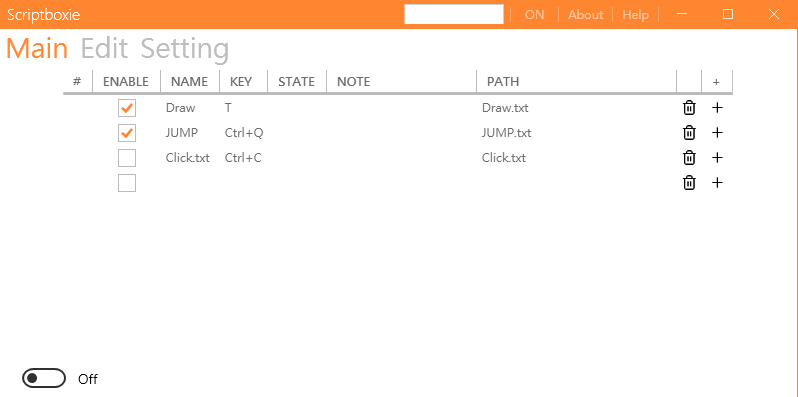 Scriptboxie ON About Help
Main Edit Setting
# ENABLE NAME KEY STATE NOTE PATH +
Draw T Draw.txt
JUMP Ctrl+Q JUMP.txt
Click.txt Ctrl+C Click.txt
Off